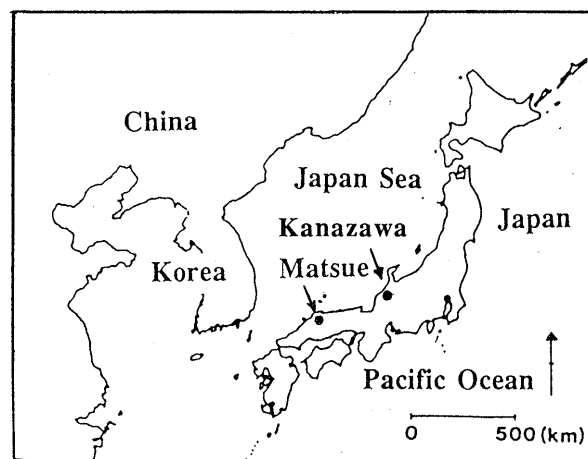 China
Japan Sea
Kanazawa
Japan
Korea
Matsue
Pacific Ocean
0 500 (km)